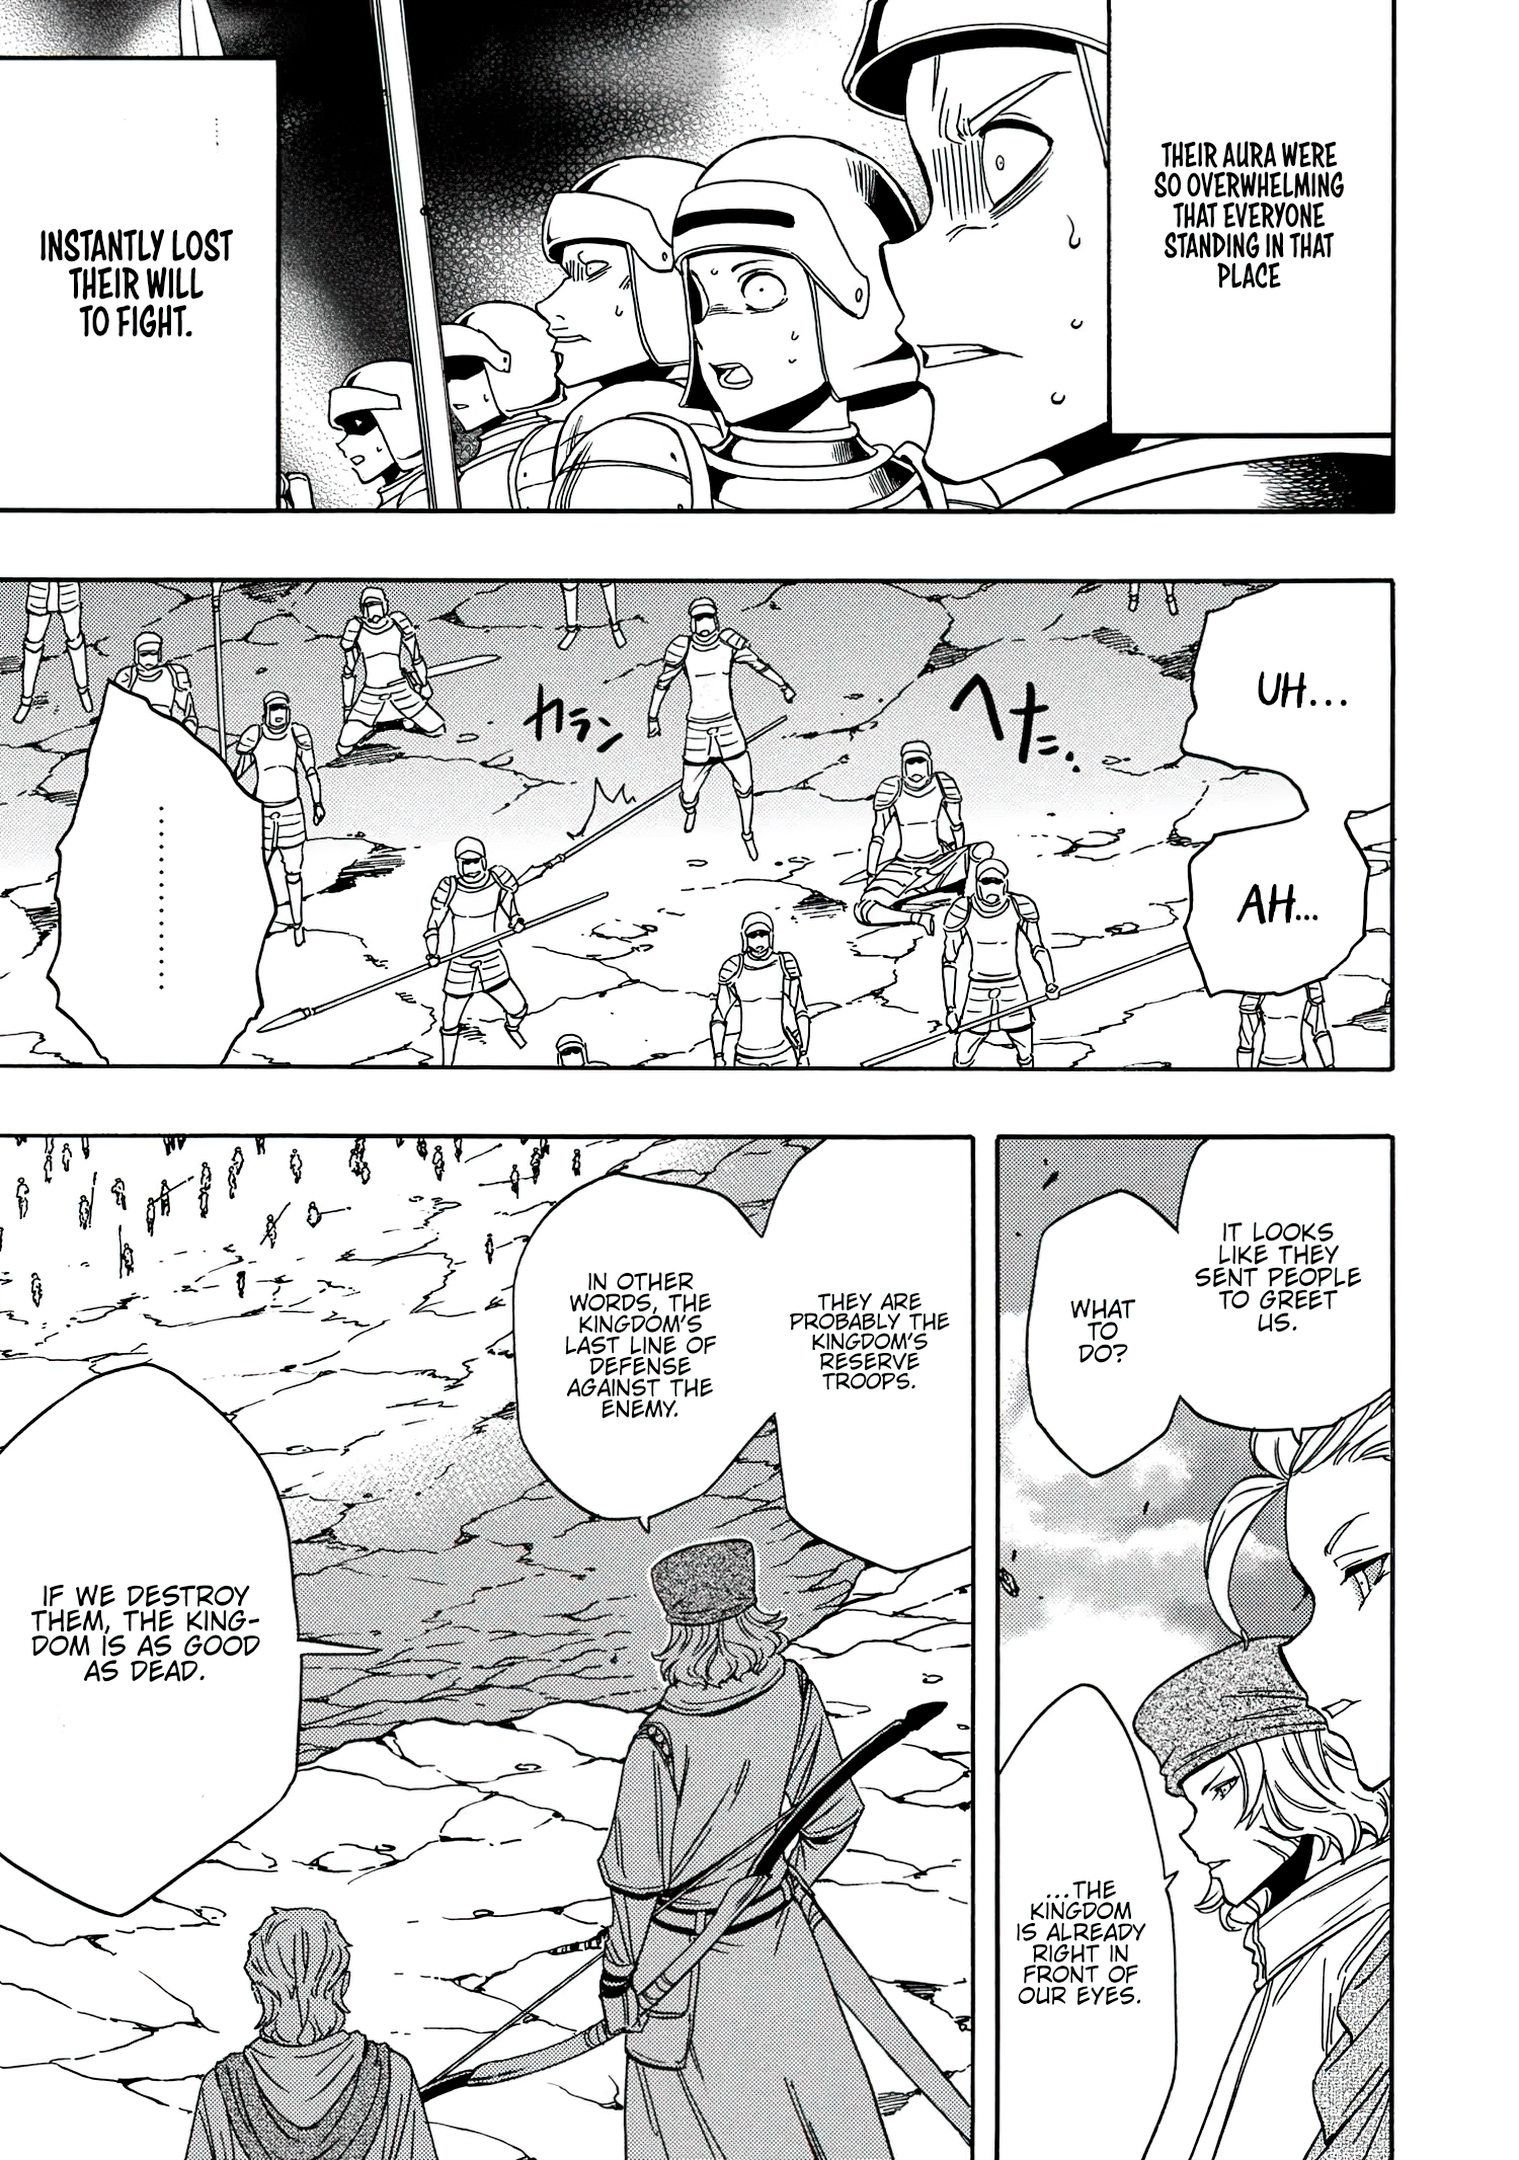 THEIR AURA WERE
SO OVERWHELMING
THAT EVERYONE
STANDING IN THAT
PLACE
INSTANTLY LOST
THEIR WILL
TO FIGHT.
UH...
AH...
へナ
た..
カラン
..........
IT LOOKS
LIKE THEY
SENT PEOPLE
TO GREET
US.
WHAT
TO
DO?
...THE
KINGDOM
IS ALREADY
RIGHT IN
FRONT OF
OUR EYES.
THEY ARE
PROBABLY THE
KINGDOM'S
RESERVE
TROOPS.
IN OTHER
WORDS, THE
KINGDOM'S
LAST LINE OF
DEFENSE
AGAINST THE
ENEMY.
IF WE DESTROY
THEM, THE KING-
DOM IS AS GOOD
AS DEAD.